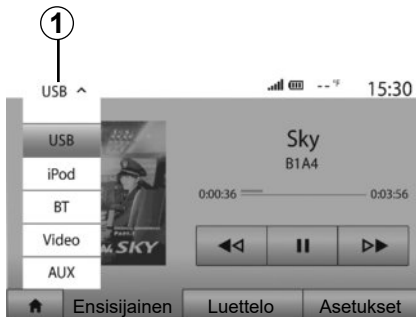 1
USB
-- °F
15:30
USB
iPod
BT
Video
AUX
SKY
Sky
B1A4
0:00:36
0:03:56
Ensisijainen
Luettelo
Asetukset